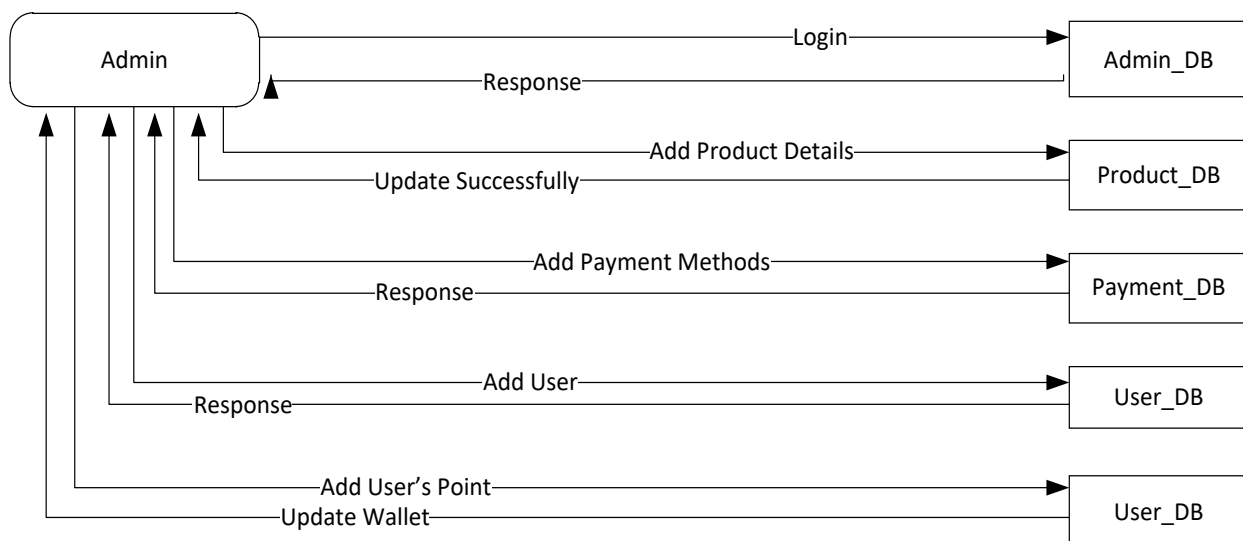 Login
Admin
Admin_DB
Response
Add Product Details
Product_DB
Update Successfully
Add Payment Methods
Payment_DB
Response
Add User
User_DB
Response
Add User’s Point
User_DB
Update Wallet